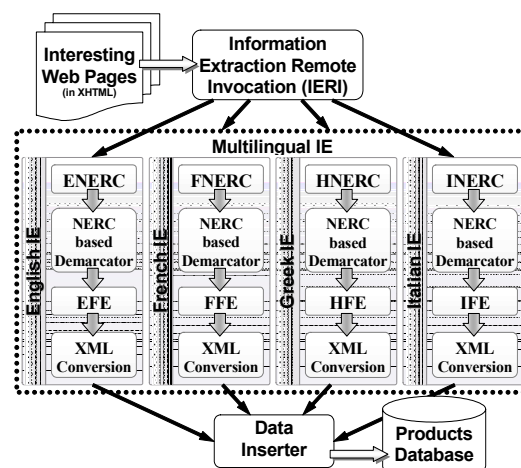 Interesting
Web Pages
(in XHTML)
Information
Extraction Remote
Invocation (IERI)
Multilingual IE
English IE
ENERC
NERC
based
Demarcator
EFE
XML
Conversion
French IE
FNERC
NERC
based
Demarcator
FFE
XML
Conversion
Greek IE
HNERC
NERC
based
Demarcator
HFE
XML
Conversion
Italian IE
INERC
NERC
based
Demarcator
IFE
XML
Conversion
Data
Inserter
Products
Database